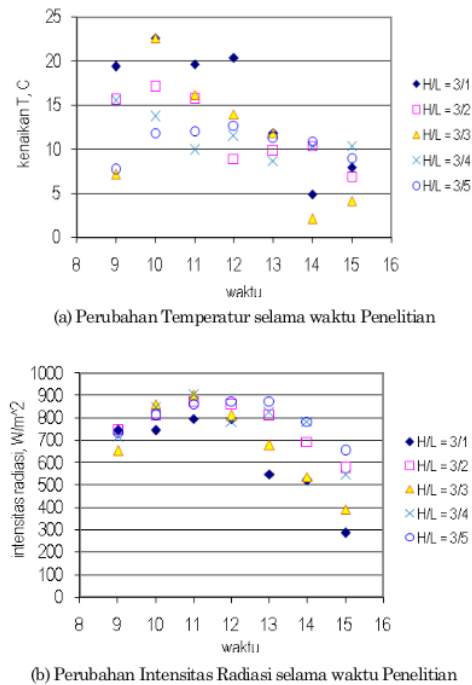 25
20
15
10
5
0
kenaikan T, C
8 9 10 11 12 13 14 15 16
waktu
H/L = 3/1
H/L = 3/2
H/L = 3/3
H/L = 3/4
H/L = 3/5
(a) Perubahan Temperatur selama waktu Penelitian
1000
900
800
700
600
500
400
300
200
100
0
intensitas radiasi, W/m^2
8 9 10 11 12 13 14 15 16
waktu
H/L = 3/1
H/L = 3/2
H/L = 3/3
H/L = 3/4
H/L = 3/5
(b) Perubahan Intensitas Radiasi selama waktu Penelitian